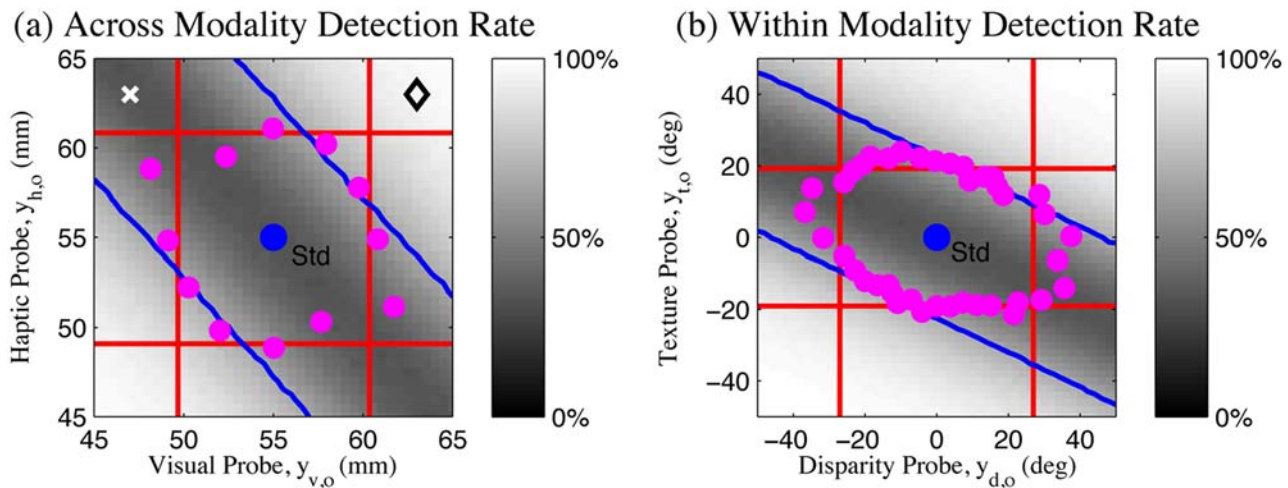 (a) Across Modality Detection Rate
65
60
55
50
45
45 50 55 60 65
Haptic Probe, y_h,o (mm)
Visual Probe, y_v,o (mm)
Std
100%
50%
0%
(b) Within Modality Detection Rate
40
20
0
−20
−40
−40 −20 0 20 40
Texture Probe, y_t,o (deg)
Disparity Probe, y_d,o (deg)
Std
100%
50%
0%